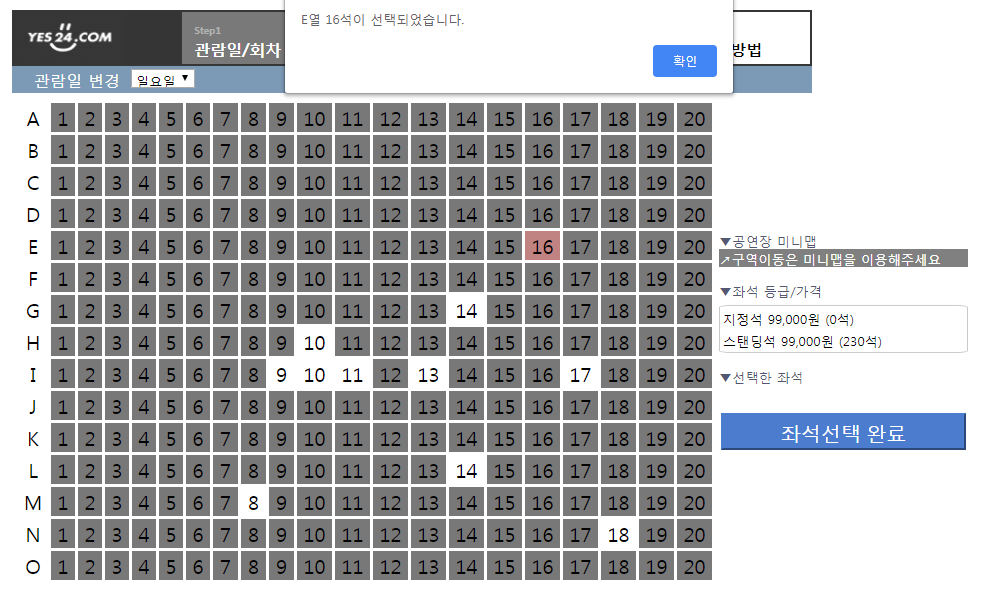 E열 16석이 선택되었습니다.
확인
YES24.COM
Step1
관람일/회차
방법
관람일 변경 일요일 ▼
A 1 2 3 4 5 6 7 8 9 10 11 12 13 14 15 16 17 18 19 20
B 1 2 3 4 5 6 7 8 9 10 11 12 13 14 15 16 17 18 19 20
C 1 2 3 4 5 6 7 8 9 10 11 12 13 14 15 16 17 18 19 20
D 1 2 3 4 5 6 7 8 9 10 11 12 13 14 15 16 17 18 19 20
E 1 2 3 4 5 6 7 8 9 10 11 12 13 14 15 16 17 18 19 20
F 1 2 3 4 5 6 7 8 9 10 11 12 13 14 15 16 17 18 19 20
G 1 2 3 4 5 6 7 8 9 10 11 12 13 14 15 16 17 18 19 20
H 1 2 3 4 5 6 7 8 9 10 11 12 13 14 15 16 17 18 19 20
I 1 2 3 4 5 6 7 8 9 10 11 12 13 14 15 16 17 18 19 20
J 1 2 3 4 5 6 7 8 9 10 11 12 13 14 15 16 17 18 19 20
K 1 2 3 4 5 6 7 8 9 10 11 12 13 14 15 16 17 18 19 20
L 1 2 3 4 5 6 7 8 9 10 11 12 13 14 15 16 17 18 19 20
M 1 2 3 4 5 6 7 8 9 10 11 12 13 14 15 16 17 18 19 20
N 1 2 3 4 5 6 7 8 9 10 11 12 13 14 15 16 17 18 19 20
O 1 2 3 4 5 6 7 8 9 10 11 12 13 14 15 16 17 18 19 20
▼공연장 미니맵
↗구역이동은 미니맵을 이용해주세요
▼좌석 등급/가격
지정석 99,000원 (0석)
스탠딩석 99,000원 (230석)
▼선택한 좌석
좌석선택 완료